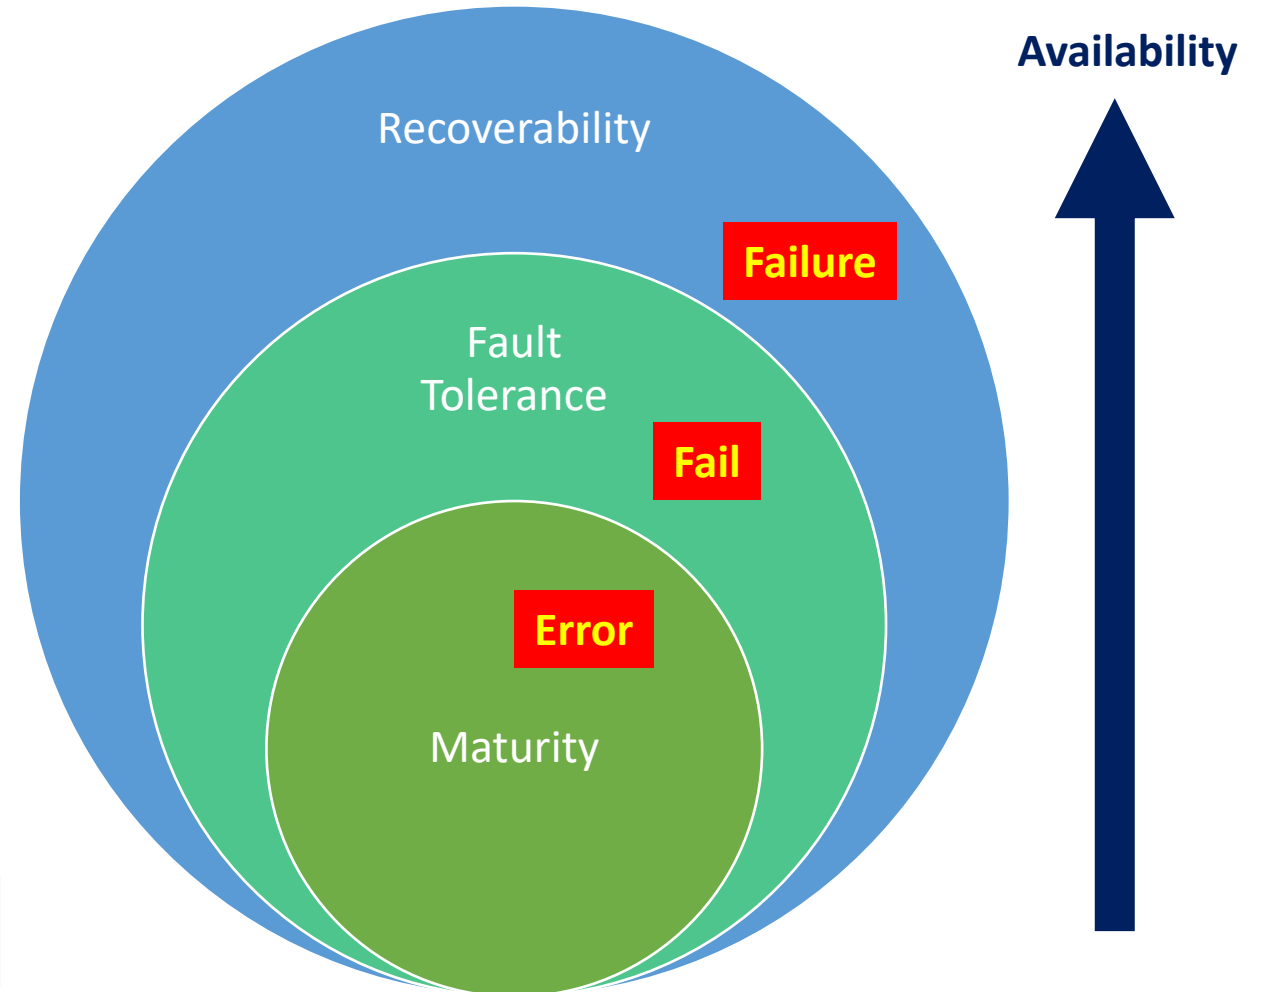 Availability
Recoverability
Failure
Fault
Tolerance
Fail
Error
Maturity